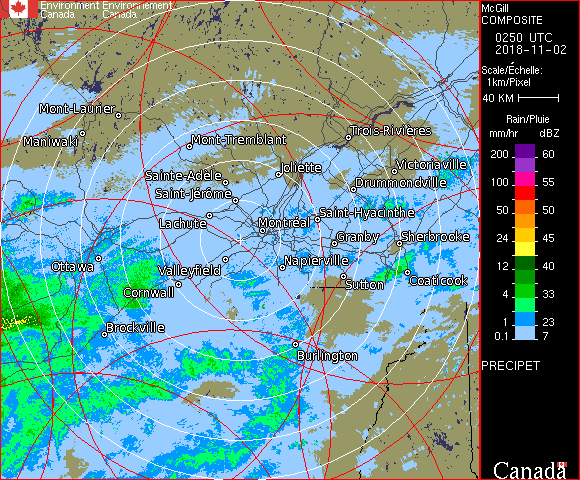 Environment Environnement
Canada Canada
McGill
COMPOSITE
0250 UTC
2018-11-02
Scale/Échelle:
1km/Pixel
40 KM
Rain/Pluie
mm/hr dBZ
200 60
100 55
50 50
24 45
12 40
4 33
1 23
0.1 7
PRECIPET
Canada
Mont-Laurier
Maniwaki
Mont-Tremblant
Trois-Rivières
Joliette
Victoriaville
Sainte-Adèle
Drummondville
Saint-Jérôme
Saint-Hyacinthe
Lachute
Montréal
Granby
Sherbrooke
Ottawa
Valleyfield
Napierville
Coaticook
Cornwall
Sutton
Brockville
Burlington